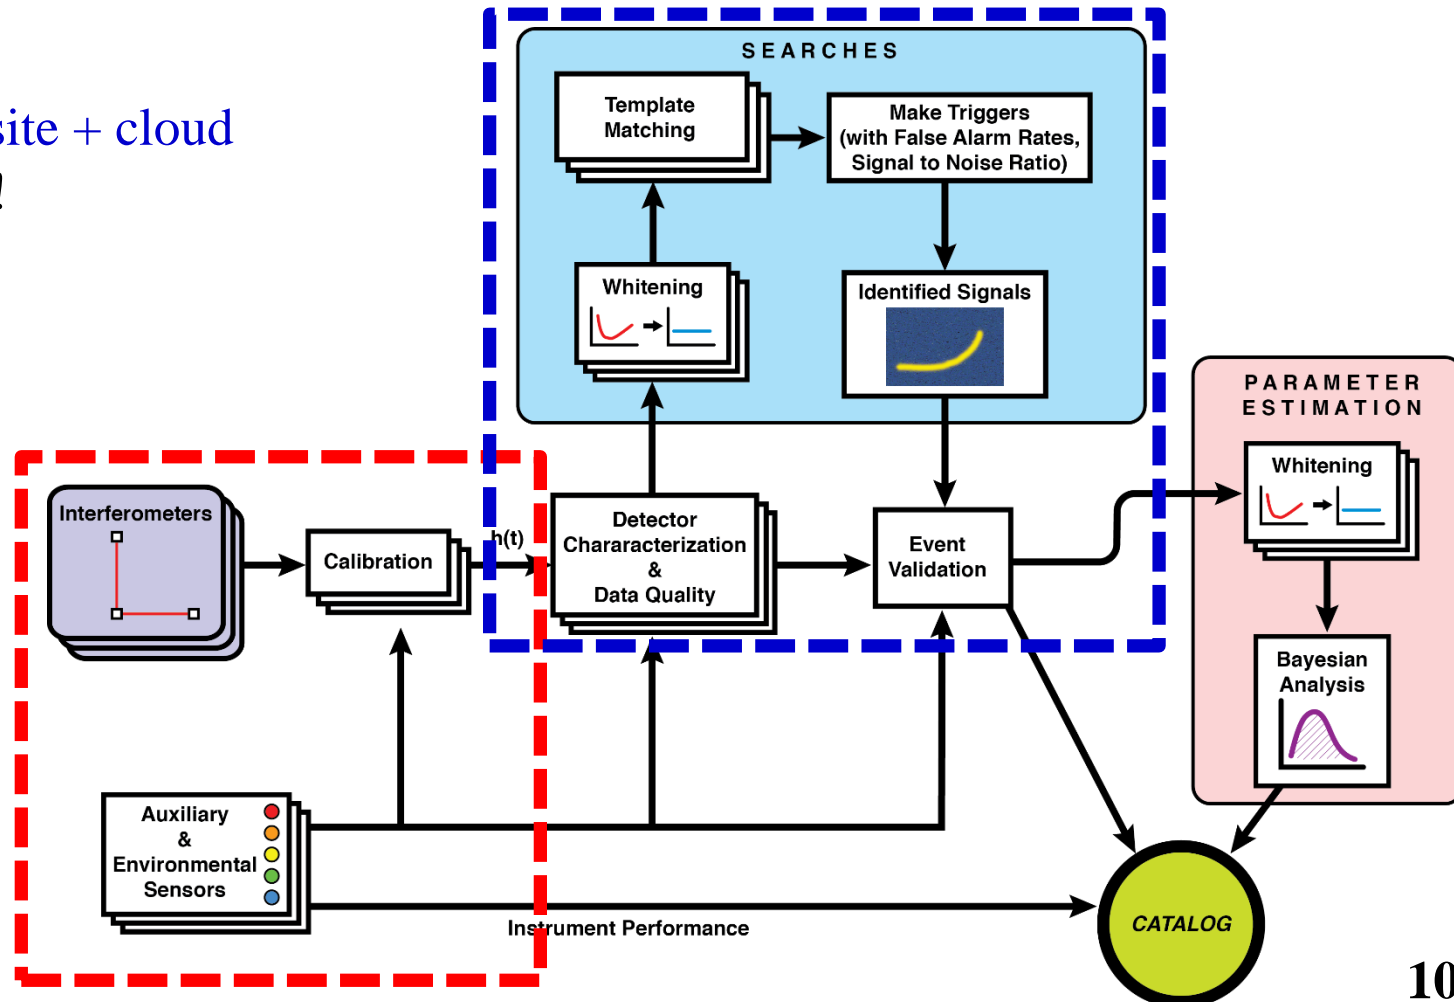 site + cloud
!
SEARCHES
Template
Matching
Make Triggers
(with False Alarm Rates,
Signal to Noise Ratio)
Whitening
Identified Signals
PARAMETER
ESTIMATION
Whitening
Interferometers
Calibration
h(t)
Detector
Chararacterization
&
Data Quality
Event
Validation
Bayesian
Analysis
Auxiliary
&
Environmental
Sensors
Instrument Performance
CATALOG
10